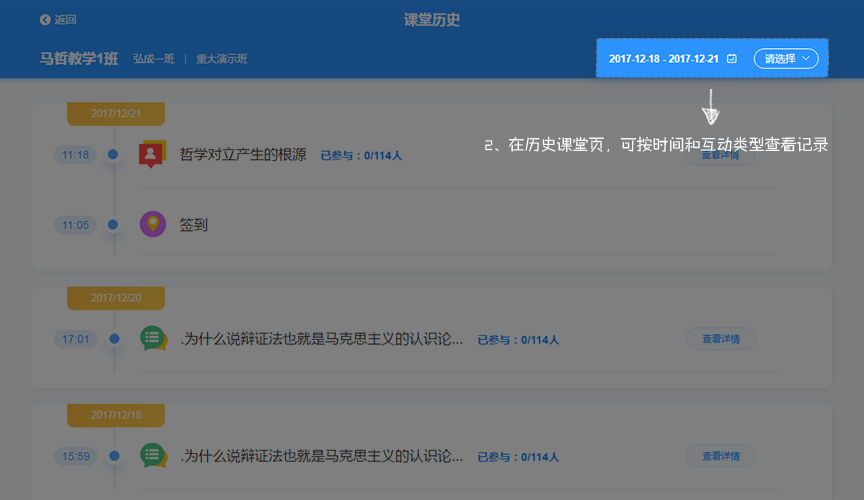 返回
课堂历史
马哲教学1班 弘成一班 | 重大演示班
2017-12-18 - 2017-12-21 请选择
2017/12/21
2、在历史课堂页，可按时间和互动类型查看记录
11:18 哲学对立产生的根源 已参与：0/114人 查看详情
11:05 签到
2017/12/20
17:01 .为什么说辩证法也就是马克思主义的认识论... 已参与：0/114人 查看详情
2017/12/18
15:59 .为什么说辩证法也就是马克思主义的认识论... 已参与：0/114人 查看详情